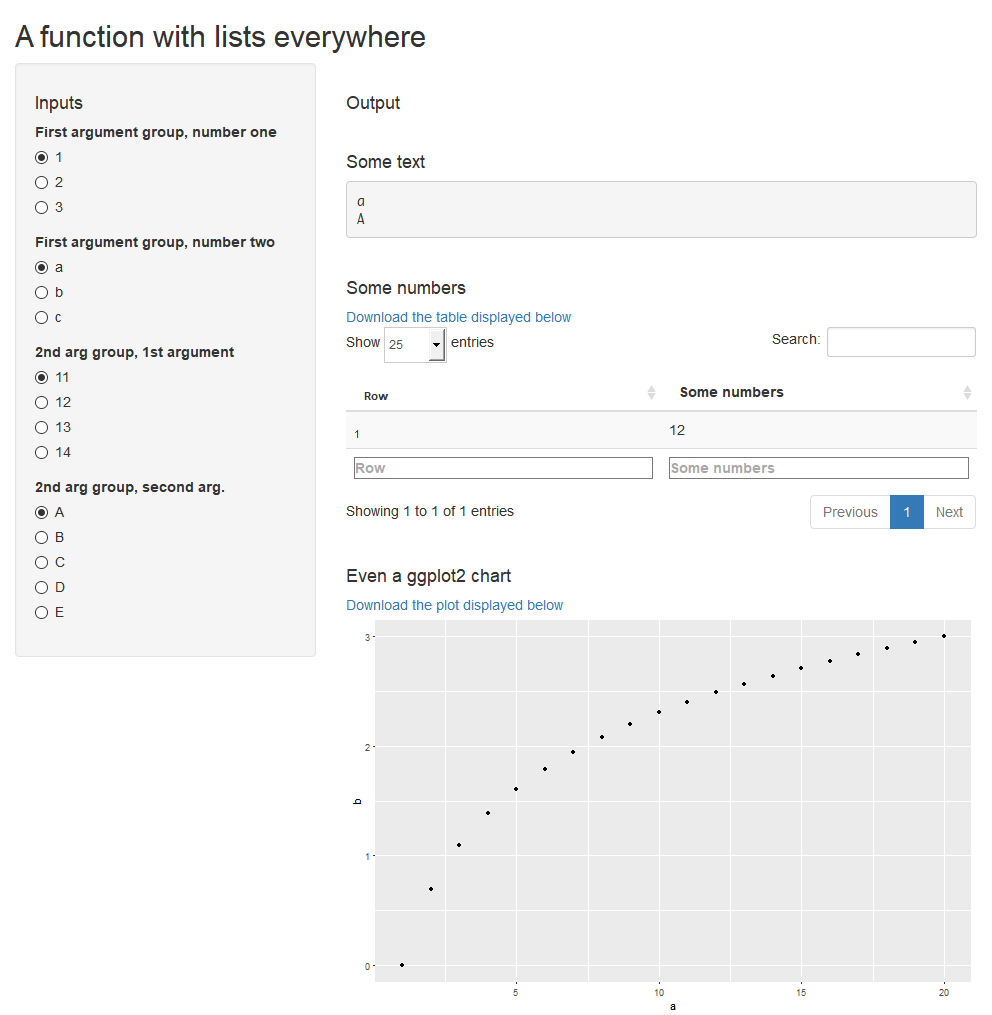 A function with lists everywhere
Inputs
First argument group, number one
1
2
3
First argument group, number two
a
b
c
2nd arg group, 1st argument
11
12
13
14
2nd arg group, second arg.
A
B
C
D
E
Output
Some text
a
A
Some numbers
Download the table displayed below
Show 25 entries
Search:
Row Some numbers
1 12
Row Some numbers
Showing 1 to 1 of 1 entries
Previous 1 Next
Even a ggplot2 chart
Download the plot displayed below
3
2
b
1
0
5 10 15 20
a